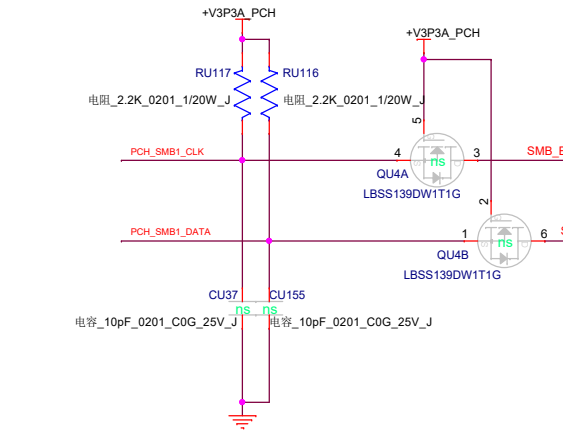 +V3P3A_PCH
+V3P3A_PCH
RU117
RU116
电阻_2.2K_0201_1/20W_J
电阻_2.2K_0201_1/20W_J
5
PCH_SMB1_CLK
4
ns
3
SMB_E
QU4A
LBSS139DW1T1G
2
PCH_SMB1_DATA
1
ns
6
QU4B
LBSS139DW1T1G
CU37
CU155
ns
ns
电容_10pF_0201_C0G_25V_J
电容_10pF_0201_C0G_25V_J